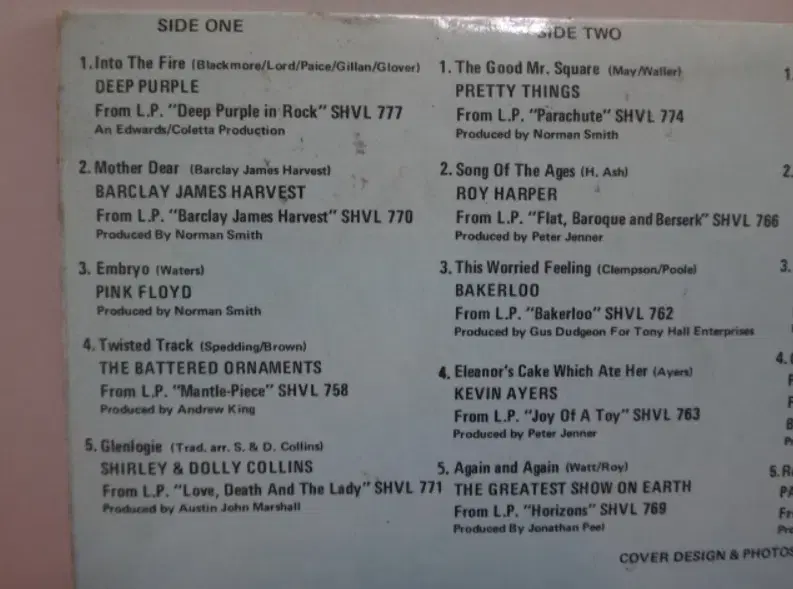 SIDE ONE
1. Into The Fire (Blackmore/Lord/Paice/Gillan/Glover)
DEEP PURPLE
From L.P. "Deep Purple in Rock" SHVL 777
An Edwards/Coletta Production
2. Mother Dear (Barclay James Harvest)
BARCLAY JAMES HARVEST
From L.P. "Barclay James Harvest" SHVL 770
Produced By Norman Smith
3. Embryo (Waters)
PINK FLOYD
Produced by Norman Smith
4. Twisted Track (Spedding/Brown)
THE BATTERED ORNAMENTS
From L.P. "Mantle-Piece" SHVL 758
Produced by Andrew King
5. Glenlogie (Trad. arr. S. & D. Collins)
SHIRLEY & DOLLY COLLINS
From L.P. "Love, Death And The Lady" SHVL 771
Produced by Austin John Marshall
SIDE TWO
1. The Good Mr. Square (May/Waller)
PRETTY THINGS
From L.P. "Parachute" SHVL 774
Produced by Norman Smith
2. Song Of The Ages (H. Ash)
ROY HARPER
From L.P. "Flat, Baroque and Berserk" SHVL 766
Produced by Peter Jenner
3. This Worried Feeling (Clempson/Poole)
BAKERLOO
From L.P. "Bakerloo" SHVL 762
Produced by Gus Dudgeon For Tony Hall Enterprises
4. Eleanor's Cake Which Ate Her (Ayers)
KEVIN AYERS
From L.P. "Joy Of A Toy" SHVL 763
Produced by Peter Jenner
5. Again and Again (Watt/Roy)
THE GREATEST SHOW ON EARTH
From L.P. "Horizons" SHVL 769
Produced By Jonathan Peel
COVER DESIGN & PHOTOS
1.
2.
3.
4.
5.